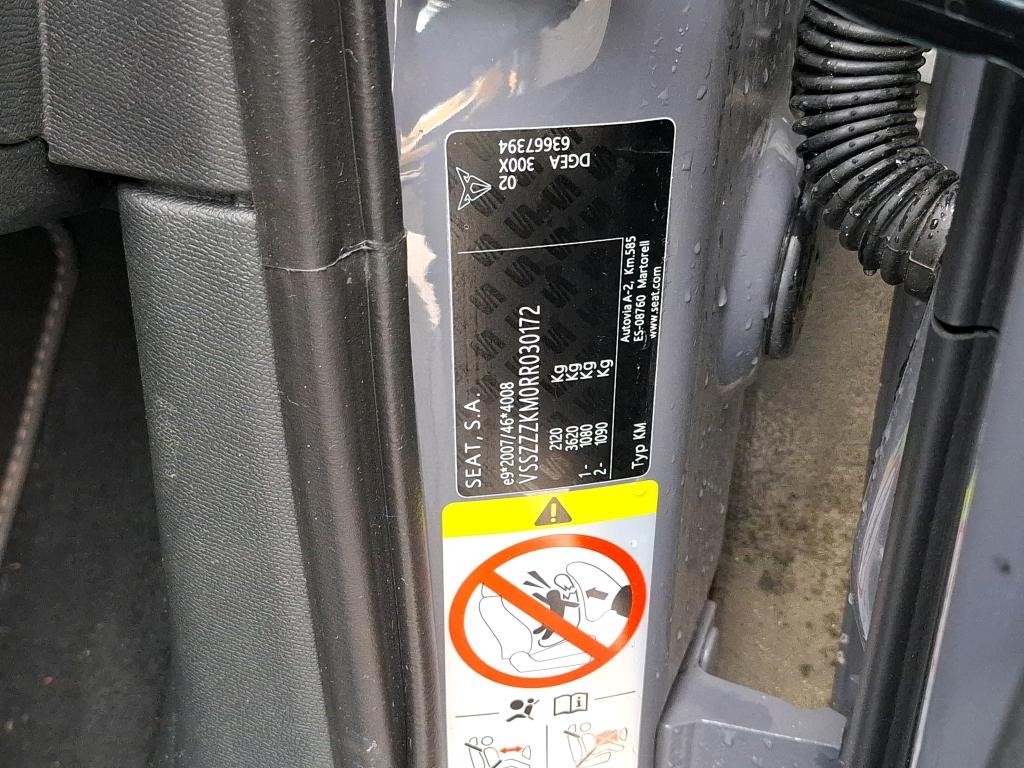 SEAT, S.A.
e9*2007/46*4008
VSSZZZKM0RR030172
2120 Kg
3620 Kg
1- 1080 Kg
2- 1090 Kg
Typ KM
Autovia A-2, Km.585
ES-08760 Martorell
www.seat.com
02
DGEA 300X
63667394